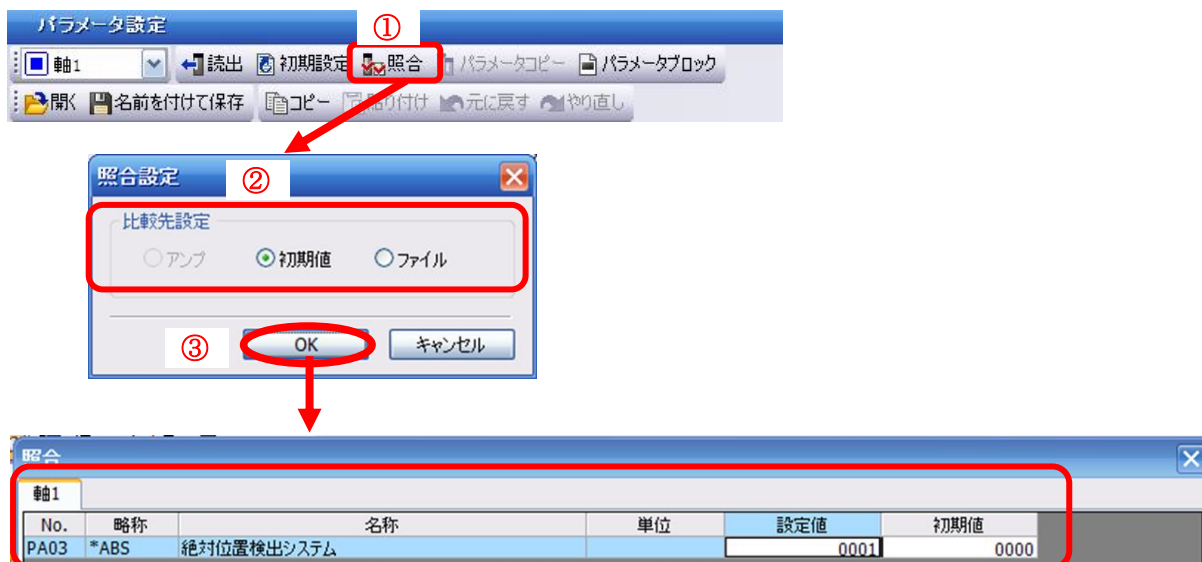 パラメータ設定
①
軸1 読出 初期設定 照合 パラメータコピー パラメータブロック
開く 名前を付けて保存 コピー 貼り付け 元に戻す やり直し
照合設定
②
比較先設定
アンプ 初期値 ファイル
③
OK キャンセル
照合
軸1
No. 略称 名称 単位 設定値 初期値
PA03 *ABS 絶対位置検出システム 0001 0000